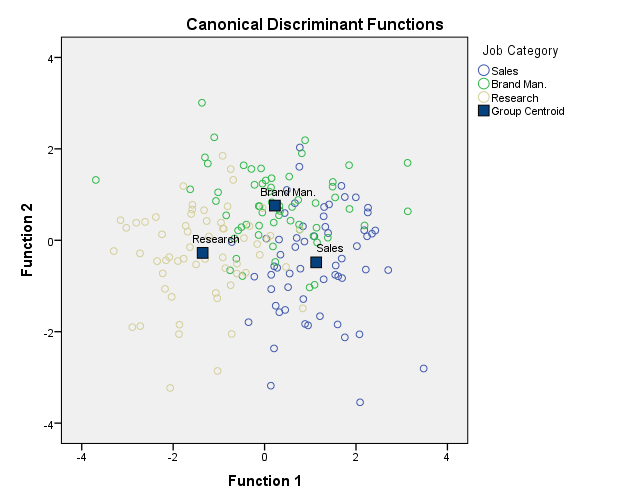 Canonical Discriminant Functions
Job Category
Sales
Brand Man.
Research
Group Centroid
4
2
0
-2
-4
Function 2
Brand Man.
Research
Sales
-4
-2
0
2
4
Function 1